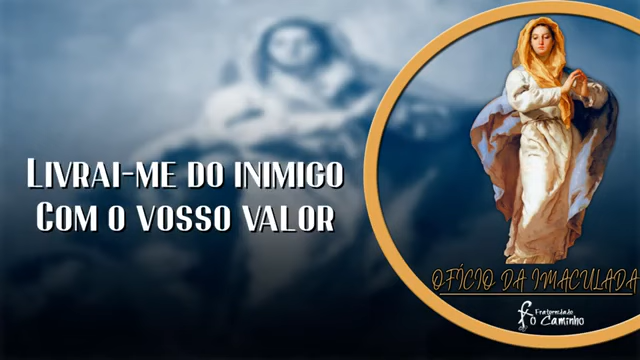 LIVRAI-ME DO INIMIGO
COM O VOSSO VALOR
OFÍCIO DA IMACULADA
Fraternidade
O Caminho